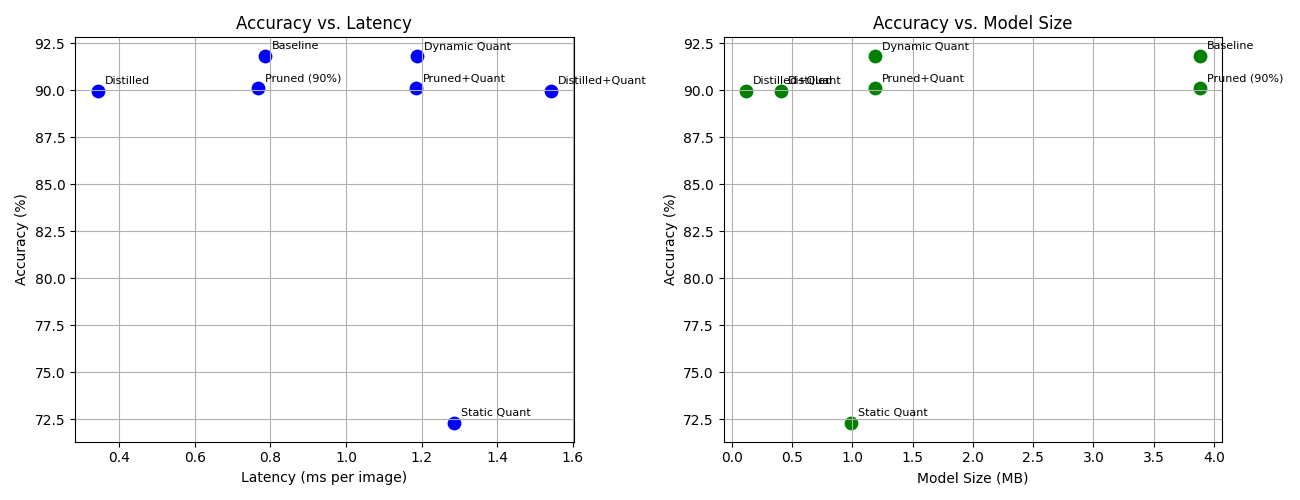 Accuracy vs. Latency
92.5
90.0
87.5
85.0
82.5
80.0
77.5
75.0
72.5
Accuracy (%)
Baseline
Dynamic Quant
Distilled
Pruned (90%)
Pruned+Quant
Distilled+Quant
Static Quant
0.4
0.6
0.8
1.0
1.2
1.4
1.6
Latency (ms per image)
Accuracy vs. Model Size
92.5
90.0
87.5
85.0
82.5
80.0
77.5
75.0
72.5
Accuracy (%)
Dynamic Quant
Baseline
Distilled+Quant
Distilled
Pruned+Quant
Pruned (90%)
Static Quant
0.0
0.5
1.0
1.5
2.0
2.5
3.0
3.5
4.0
Model Size (MB)